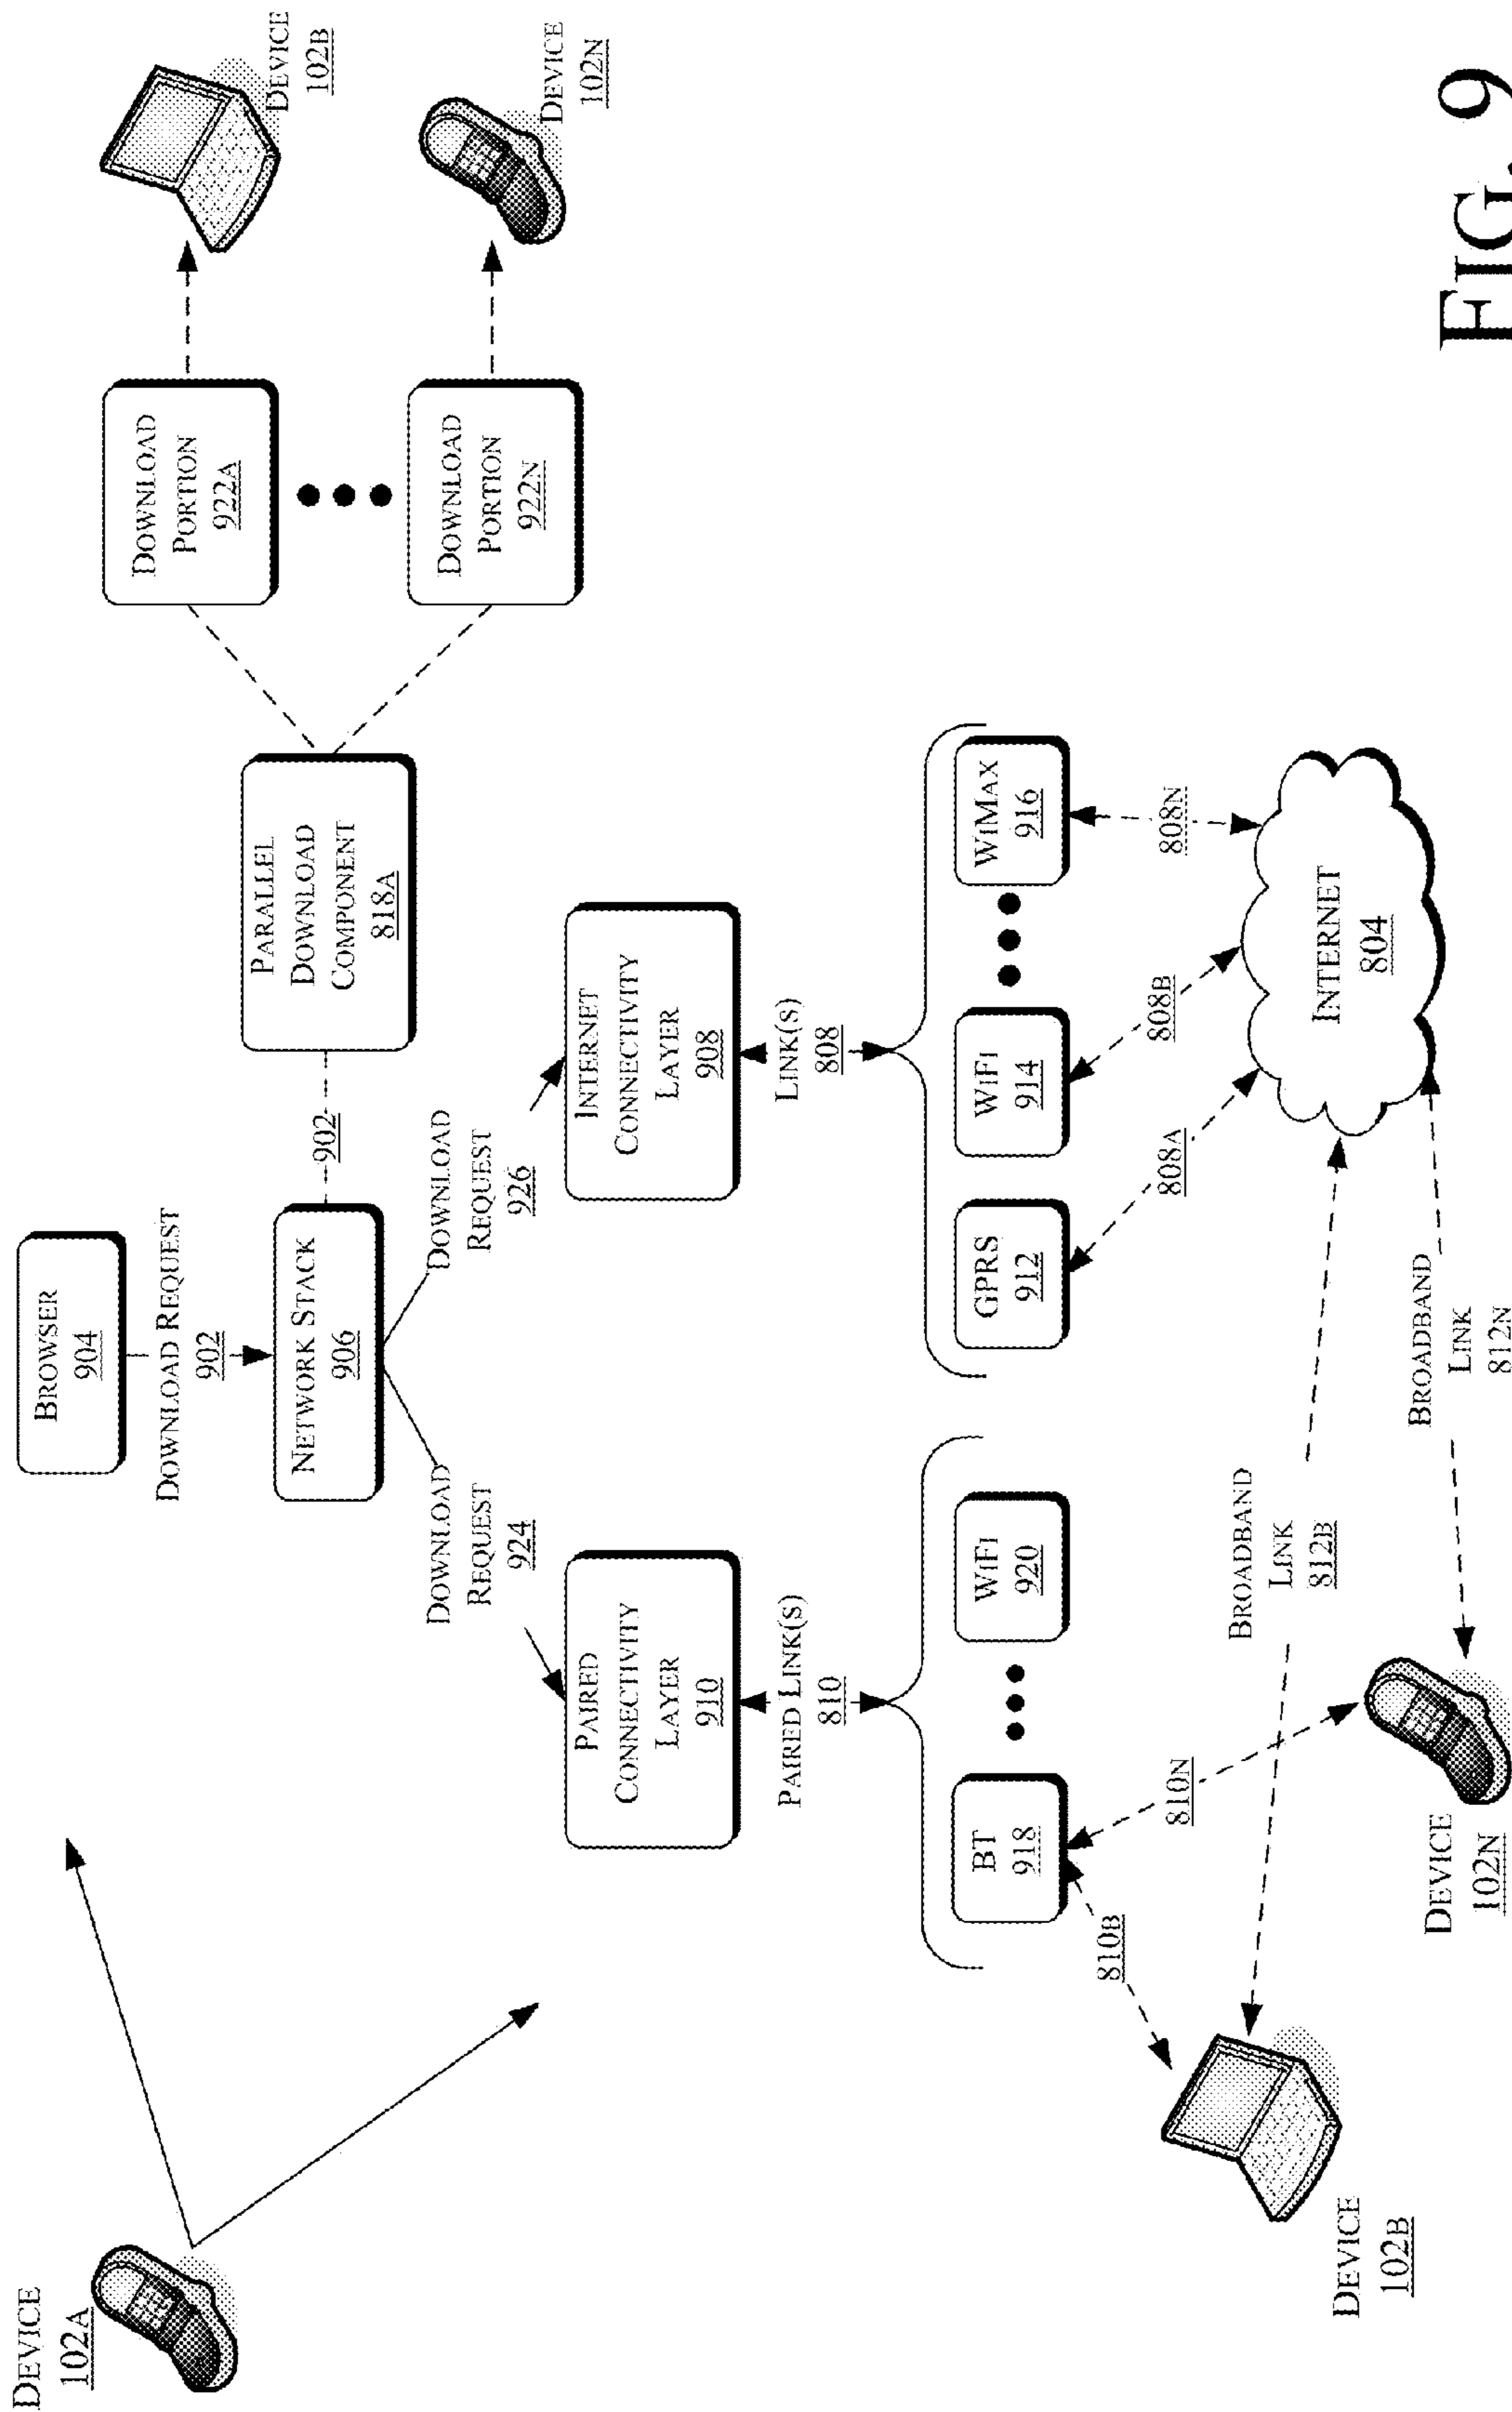 DEVICE
102A
BROWSER
904
DOWNLOAD REQUEST
902
NETWORK STACK
906
902
PARALLEL
DOWNLOAD
COMPONENT
818A
DOWNLOAD
PORTION
922A
DOWNLOAD
PORTION
922N
DEVICE
102B
DEVICE
102N
DOWNLOAD
REQUEST
924
DOWNLOAD
REQUEST
926
PAIRED
CONNECTIVITY
LAYER
910
INTERNET
CONNECTIVITY
LAYER
908
PAIRED LINK(S)
810
LINK(S)
808
BT
918
WIFI
920
GPRS
912
WIFI
914
WIMAX
916
810B
810N
808A
808B
808N
BROADBAND
LINK
812B
INTERNET
804
DEVICE
102B
DEVICE
102N
BROADBAND
LINK
812N
FIG. 9